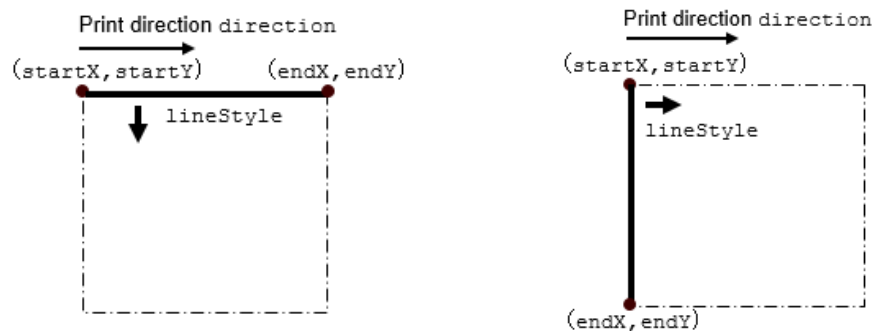 Print direction direction
(startX,startY) (endX,endY)
lineStyle
Print direction direction
(startX,startY)
lineStyle
(endX,endY)